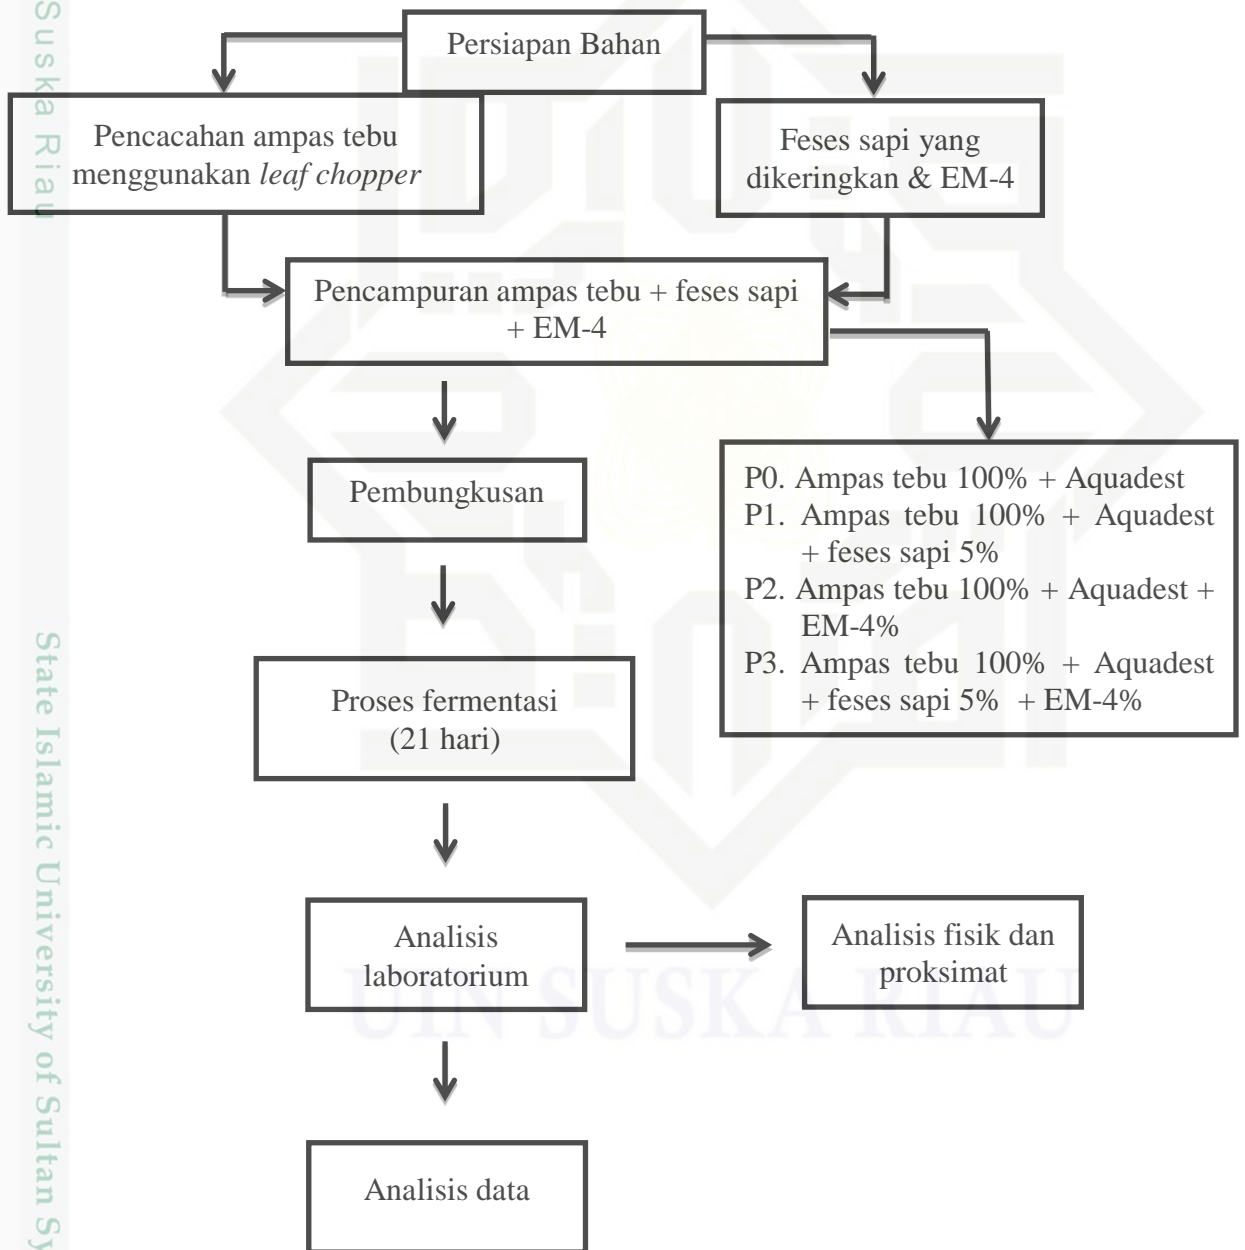 Persiapan Bahan
Pencacahan ampas tebu
menggunakan leaf chopper
Feses sapi yang
dikeringkan & EM-4
Pencampuran ampas tebu + feses sapi
+ EM-4
Pembungkusan
P0. Ampas tebu 100% + Aquadest
P1. Ampas tebu 100% + Aquadest
+ feses sapi 5%
P2. Ampas tebu 100% + Aquadest +
EM-4%
P3. Ampas tebu 100% + Aquadest
+ feses sapi 5% + EM-4%
Proses fermentasi
(21 hari)
Analisis
laboratorium
Analisis fisik dan
proksimat
UIN SUSKA RIAU
Analisis data
Suska Riau
State Islamic University of Sultan Sy